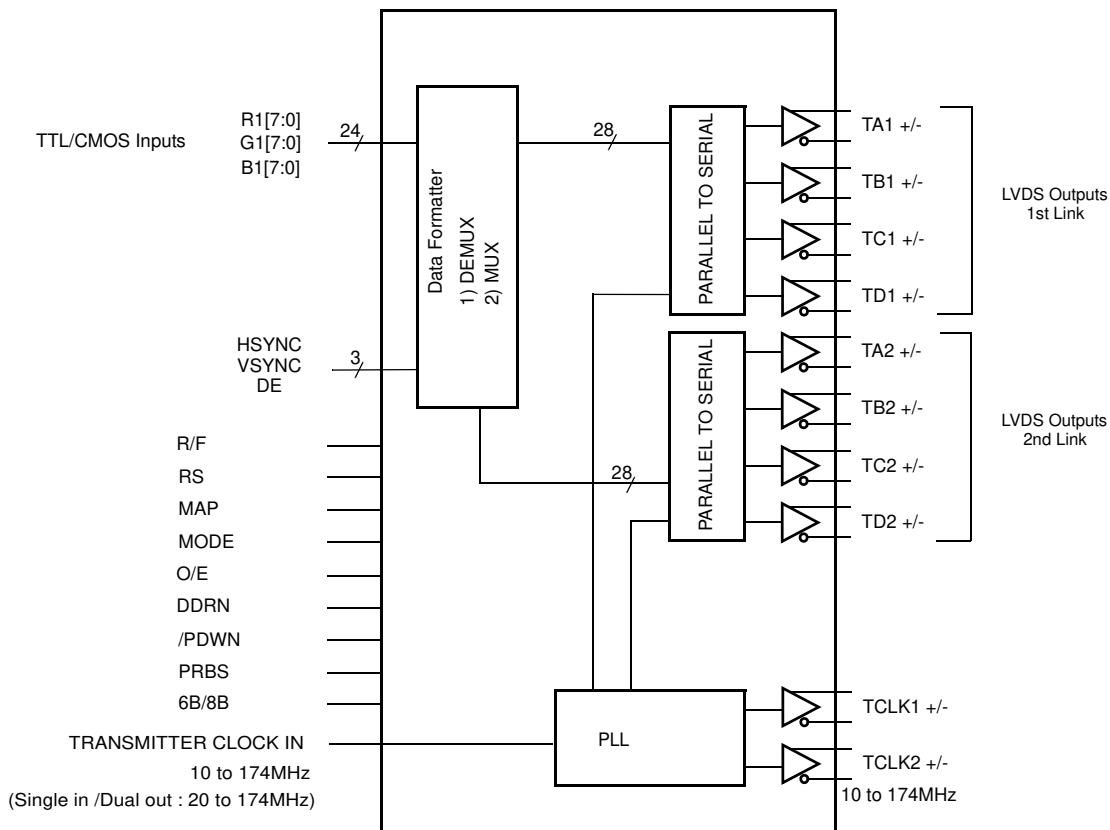 TTL/CMOS Inputs
R1[7:0]
G1[7:0]
B1[7:0]
24
HSYNC
VSYNC
DE
3
Data Formatter
1) DEMUX
2) MUX
28
28
PARALLEL TO SERIAL
PARALLEL TO SERIAL
TA1 +/-
TB1 +/-
TC1 +/-
TD1 +/-
LVDS Outputs
1st Link
TA2 +/-
TB2 +/-
TC2 +/-
TD2 +/-
LVDS Outputs
2nd Link
R/F
RS
MAP
MODE
O/E
DDRN
/PDWN
PRBS
6B/8B
TRANSMITTER CLOCK IN
10 to 174MHz
(Single in /Dual out : 20 to 174MHz)
PLL
TCLK1 +/-
TCLK2 +/-
10 to 174MHz